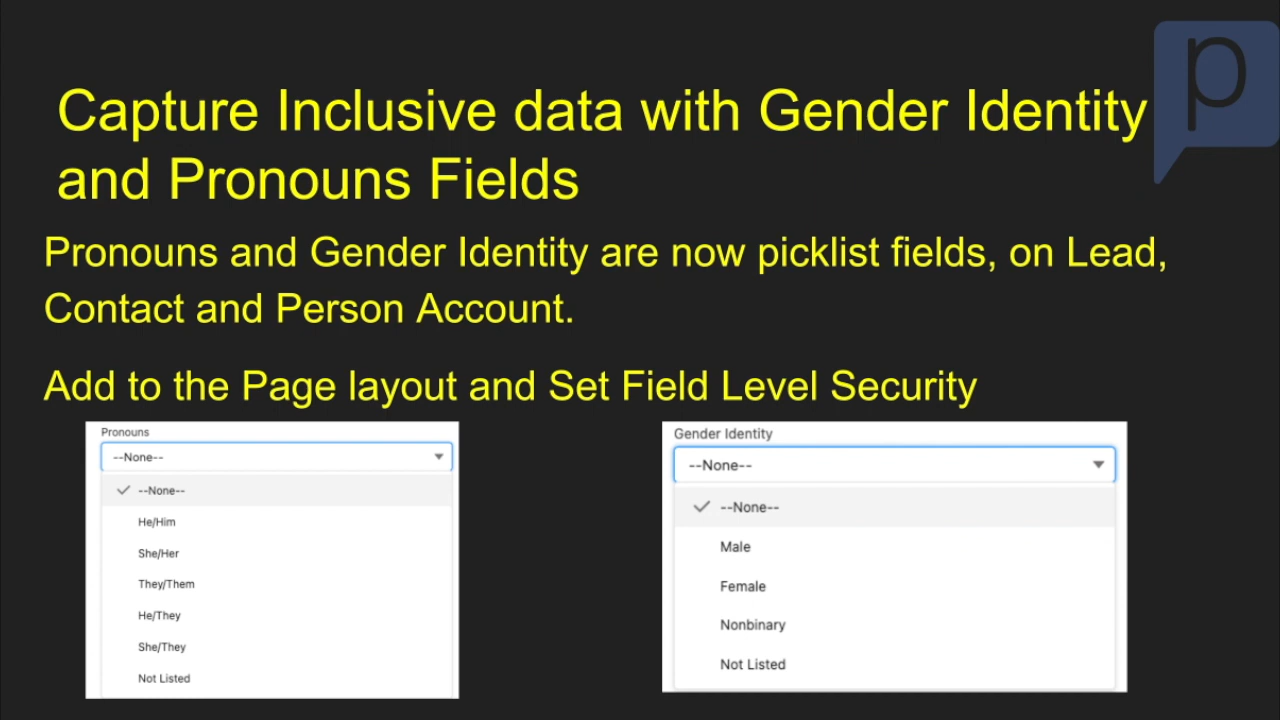 p
Capture Inclusive data with Gender Identity
and Pronouns Fields
Pronouns and Gender Identity are now picklist fields, on Lead,
Contact and Person Account.
Add to the Page layout and Set Field Level Security
Pronouns
--None--
--None--
He/Him
She/Her
They/Them
He/They
She/They
Not Listed
Gender Identity
--None--
--None--
Male
Female
Nonbinary
Not Listed